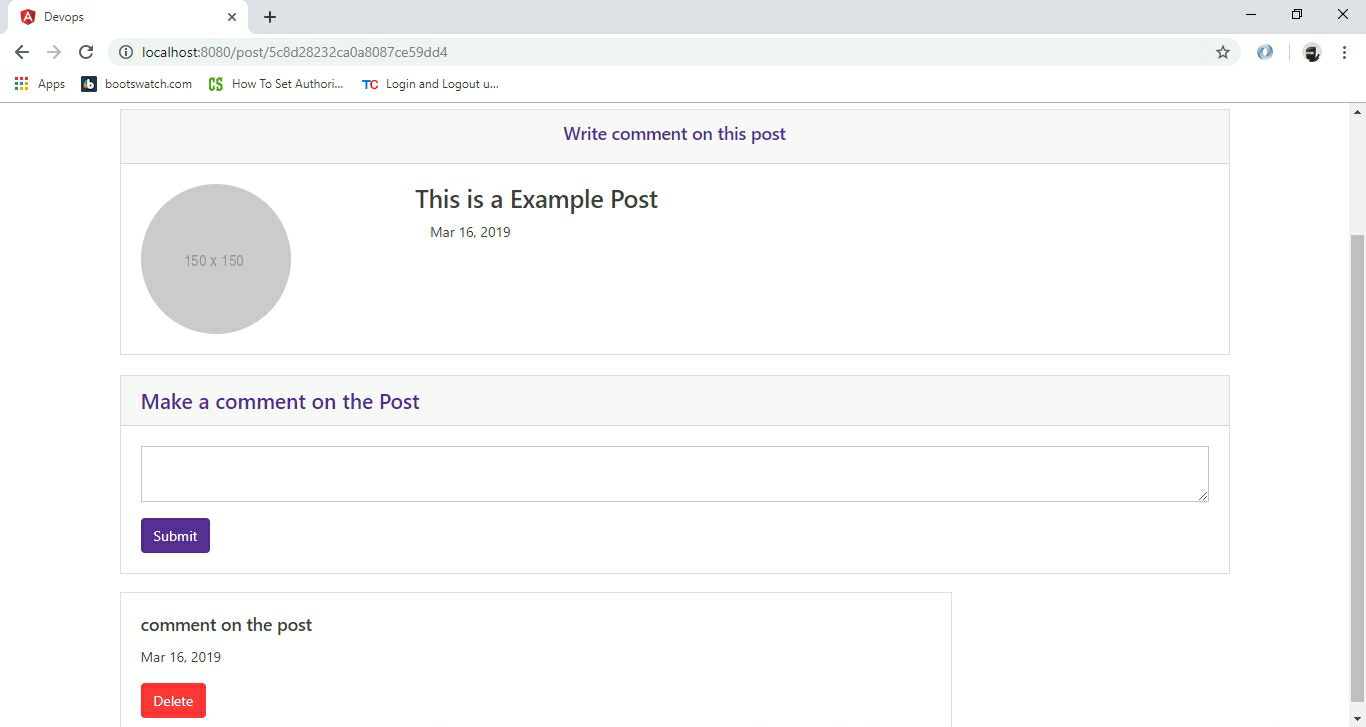 Devops
localhost:8080/post/5c8d28232ca0a8087ce59dd4
Apps bootswatch.com How To Set Authori... TC Login and Logout u...
Write comment on this post
This is a Example Post
Mar 16, 2019
150 x 150
Make a comment on the Post
Submit
comment on the post
Mar 16, 2019
Delete